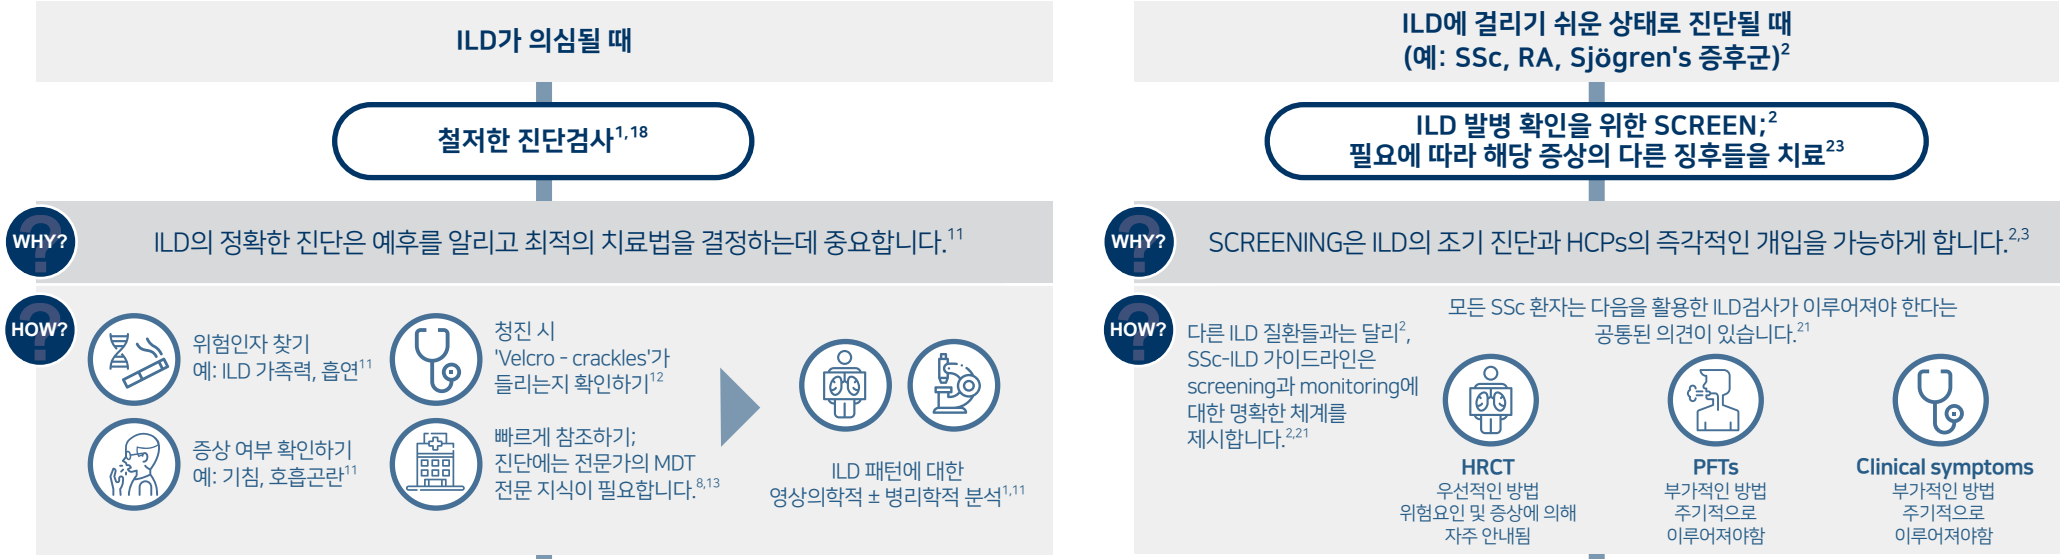 ILD가 의심될 때
철저한 진단검사1,18
WHY?
ILD의 정확한 진단은 예후를 알리고 최적의 치료법을 결정하는데 중요합니다.11
HOW?
위험인자 찾기
예: ILD 가족력, 흡연11
증상 여부 확인하기
예: 기침, 호흡곤란11
청진 시
'Velcro - crackles'가
들리는지 확인하기12
빠르게 참조하기;
진단에는 전문가의 MDT
전문 지식이 필요합니다.8,13
ILD 패턴에 대한
영상의학적 ± 병리학적 분석1,11
ILD에 걸리기 쉬운 상태로 진단될 때
(예: SSc, RA, Sjögren's 증후군)2
ILD 발병 확인을 위한 SCREEN;2
필요에 따라 해당 증상의 다른 징후들을 치료23
WHY?
SCREENING은 ILD의 조기 진단과 HCPs의 즉각적인 개입을 가능하게 합니다.2,3
HOW?
다른 ILD 질환들과는 달리2,
SSc-ILD 가이드라인은
screening과 monitoring에
대한 명확한 체계를
제시합니다.2,21
모든 SSc 환자는 다음을 활용한 ILD검사가 이루어져야 한다는
공통된 의견이 있습니다.21
HRCT
우선적인 방법
위험요인 및 증상에 의해
자주 안내됨
PFTs
부가적인 방법
주기적으로
이루어져야함
Clinical symptoms
부가적인 방법
주기적으로
이루어져야함